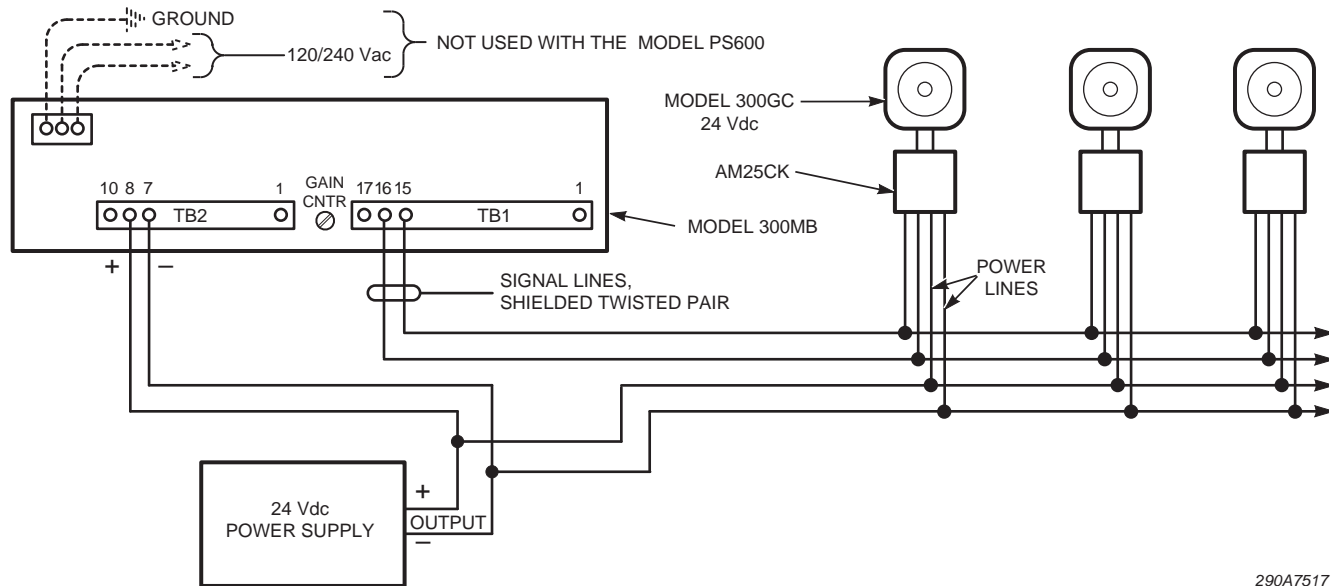 GROUND
120/240 Vac
NOT USED WITH THE MODEL PS600
MODEL 300GC
24 Vdc
AM25CK
10 8 7 1
TB2
GAIN
CNTR
17 16 15 1
TB1
MODEL 300MB
+ –
SIGNAL LINES,
SHIELDED TWISTED PAIR
POWER
LINES
24 Vdc
POWER SUPPLY
+
OUTPUT
–
290A7517